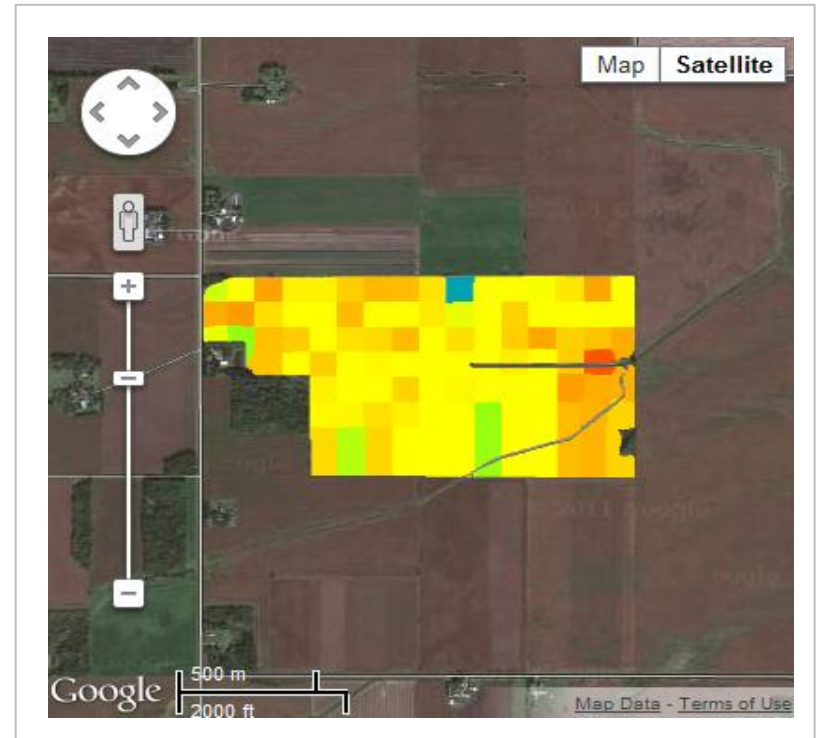 Map Satellite
+
−
−
500 m
Google
2000 ft
Map Data - Terms of Use